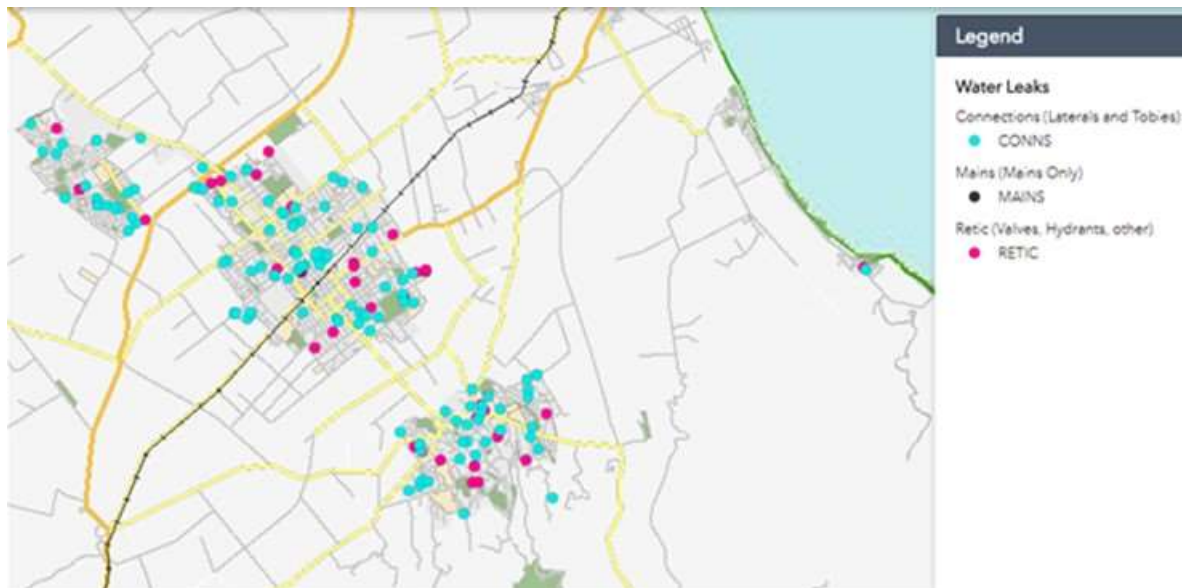 Legend
Water Leaks
Connections (Laterals and Tobies)
CONNS
Mains (Mains Only)
MAINS
Retic (Valves, Hydrants, other)
RETIC